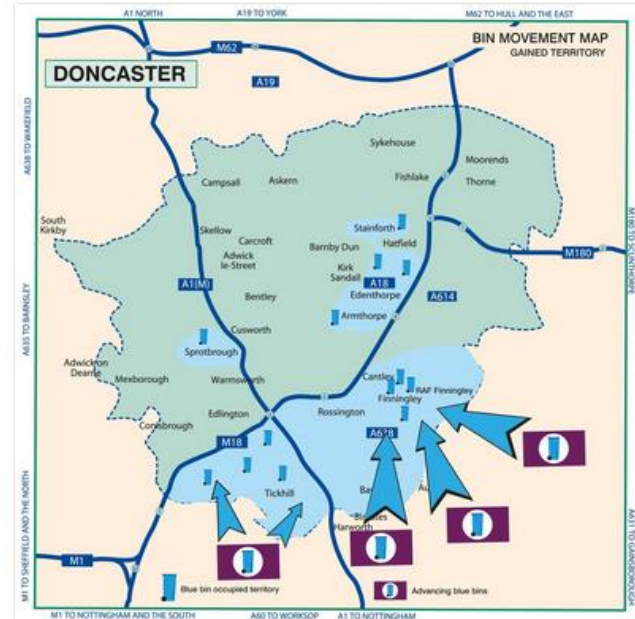 A1 NORTH
A19 TO YORK
M62 TO HULL AND THE EAST
BIN MOVEMENT MAP
GAINED TERRITORY
M62
DONCASTER
A19
A638 TO WAKEFIELD
Sykehouse
Moorends
Fishlake
Thorne
Askern
Campsall
South
Kirkby
Skellow
Stainforth
Carcroft
Barnby Dun
Hatfield
M180
M180 TO SCUNTHORPE
Adwick
le-Street
Kirk
Sandall
A1(M)
A18
Bentley
Edenthorpe
A614
Armthorpe
A635 TO BARNSLEY
Cusworth
Sprotbrough
Adwick on
Dearne
Mexborough
Warmsworth
Cantley
RAF Finningley
Finningley
Edlington
Rossington
Conisbrough
M18
A638
Tickhill
Harworth
M1 TO SHEFFIELD AND THE NORTH
A631 TO GAINSBOROUGH
M1
Blue bin occupied territory
Advancing blue bins
M1 TO NOTTINGHAM AND THE SOUTH
A60 TO WORKSOP
A1 TO NOTTINGHAM